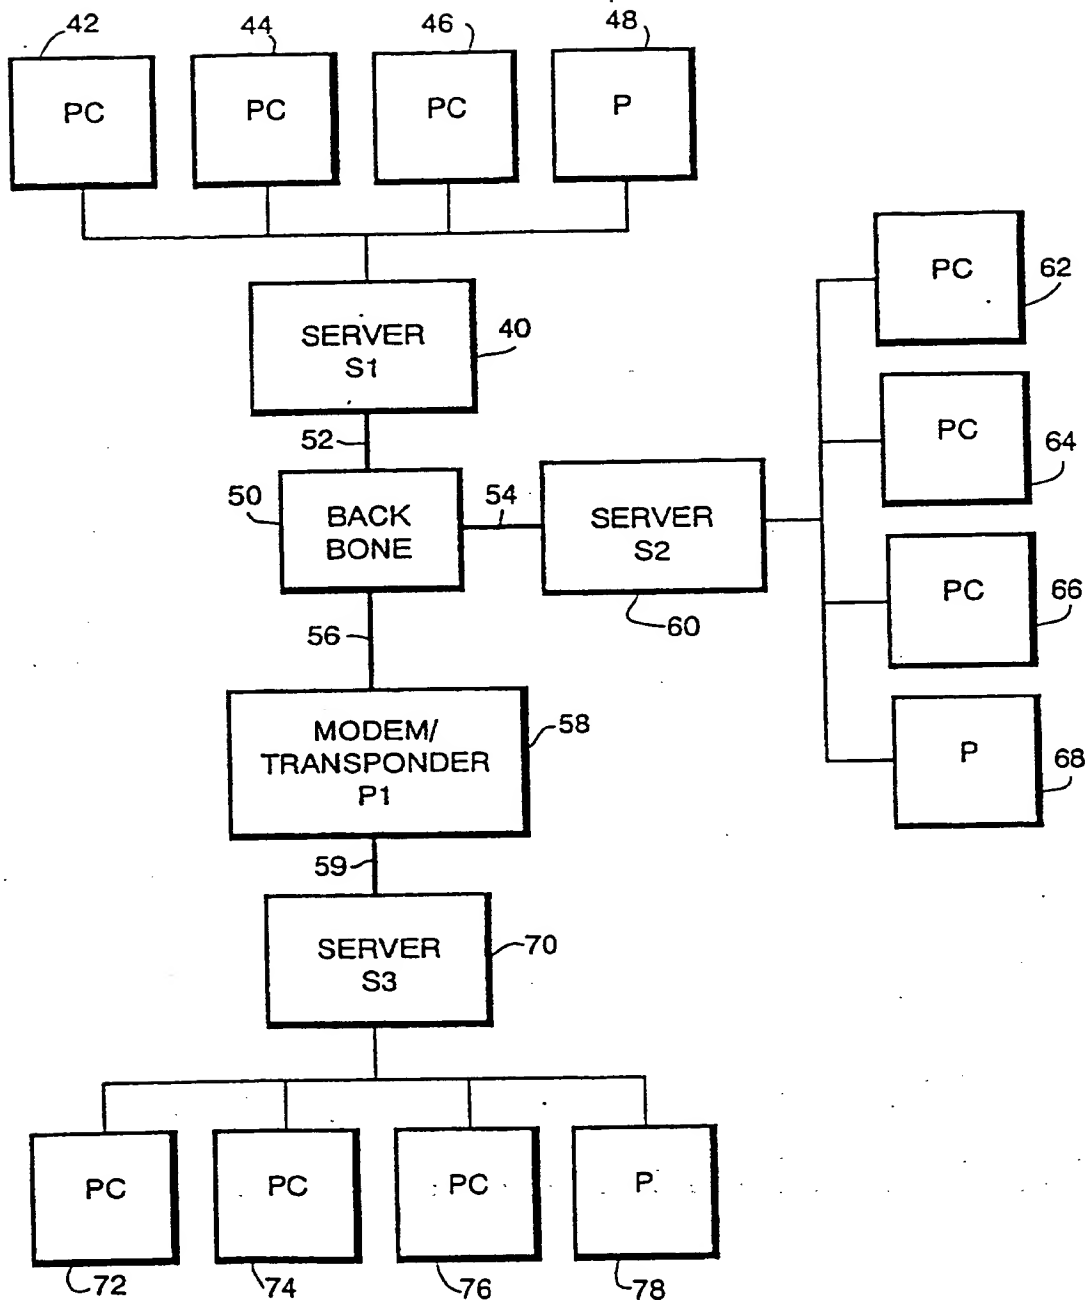 42
44
46
48
PC
PC
PC
P
SERVER
S1
40
52
50
BACK
BONE
54
SERVER
S2
60
PC
62
PC
64
PC
66
P
68
56
MODEM/
TRANSPONDER
P1
58
59
SERVER
S3
70
PC
PC
PC
P
72
74
76
78